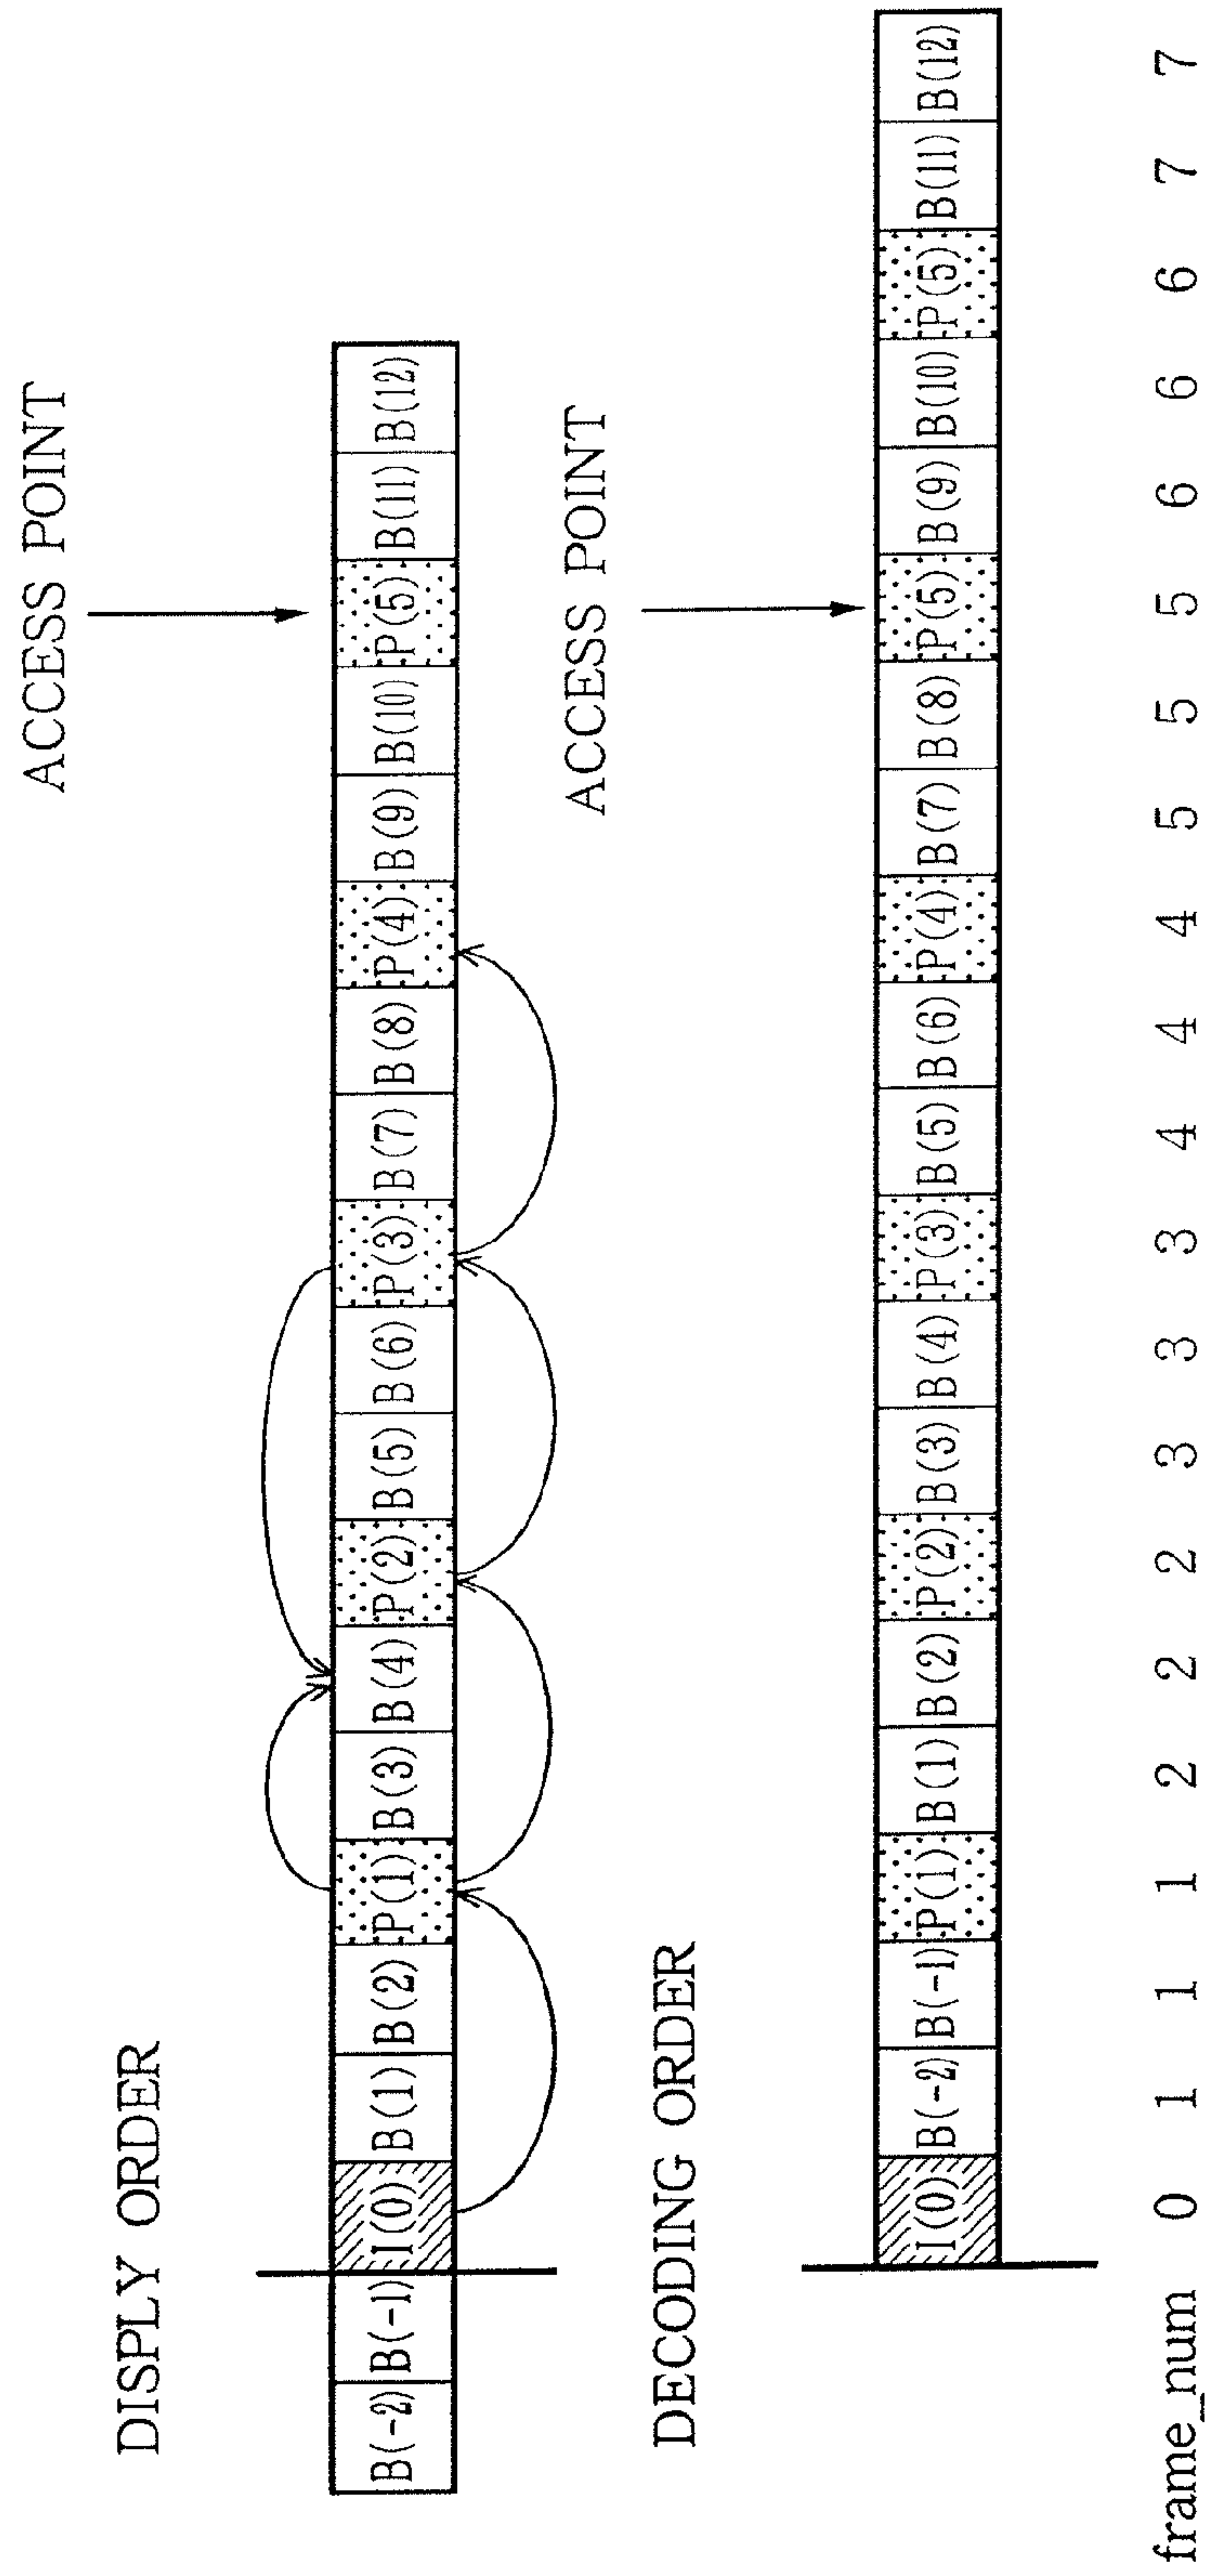 ACCESS POINT
DISPLY ORDER
B(-2) B(-1) I(0) B(1) B(2) P(1) B(3) B(4) P(2) B(5) B(6) P(3) B(7) B(8) P(4) B(9) B(10) P(5) B(11) B(12)
ACCESS POINT
DECODING ORDER
I(0) B(-2) B(-1) P(1) B(1) B(2) P(2) B(3) B(4) P(3) B(5) B(6) P(4) B(7) B(8) P(5) B(9) B(10) P(5) B(11) B(12)
frame_num 0 1 1 1 2 2 2 3 3 3 4 4 4 5 5 5 6 6 6 7 7